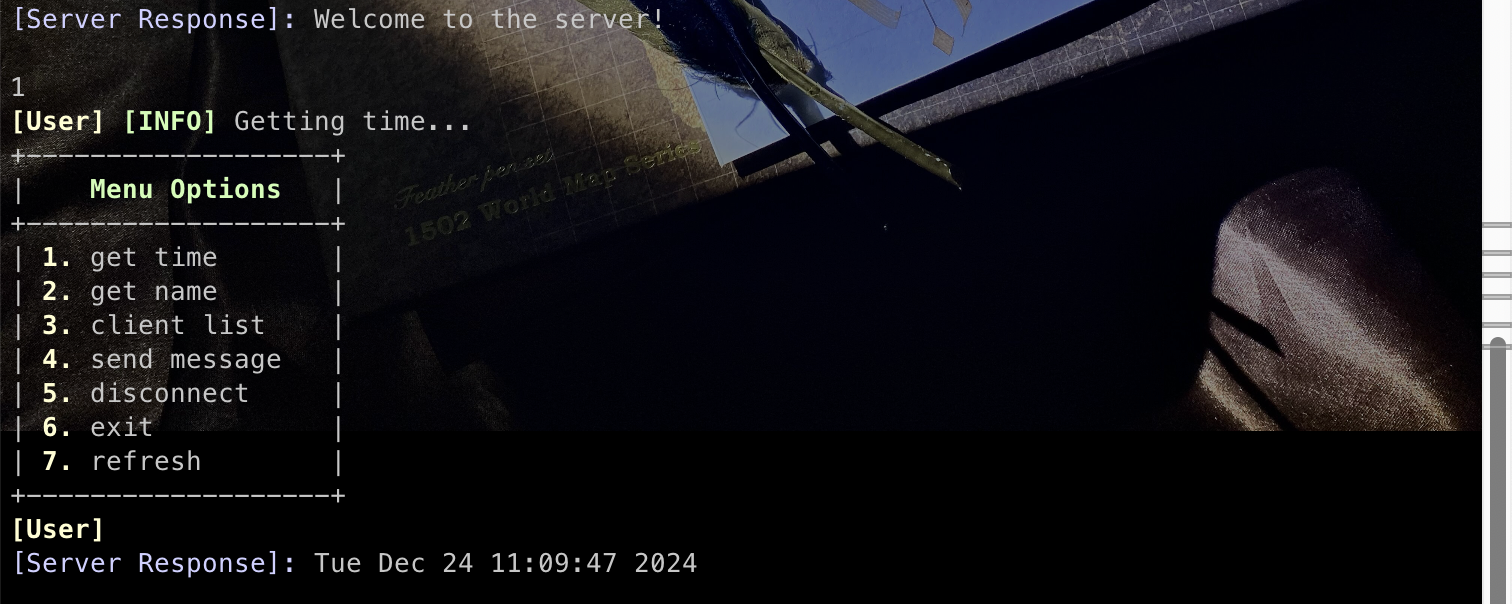 [Server Response]: Welcome to the server!
1
[User] [INFO] Getting time...
+-------------------+
|    Menu Options   |
+-------------------+
| 1. get time       |
| 2. get name       |
| 3. client list    |
| 4. send message   |
| 5. disconnect     |
| 6. exit           |
| 7. refresh        |
+-------------------+
[User]
[Server Response]: Tue Dec 24 11:09:47 2024
Feather pen set
1502 World Map Series